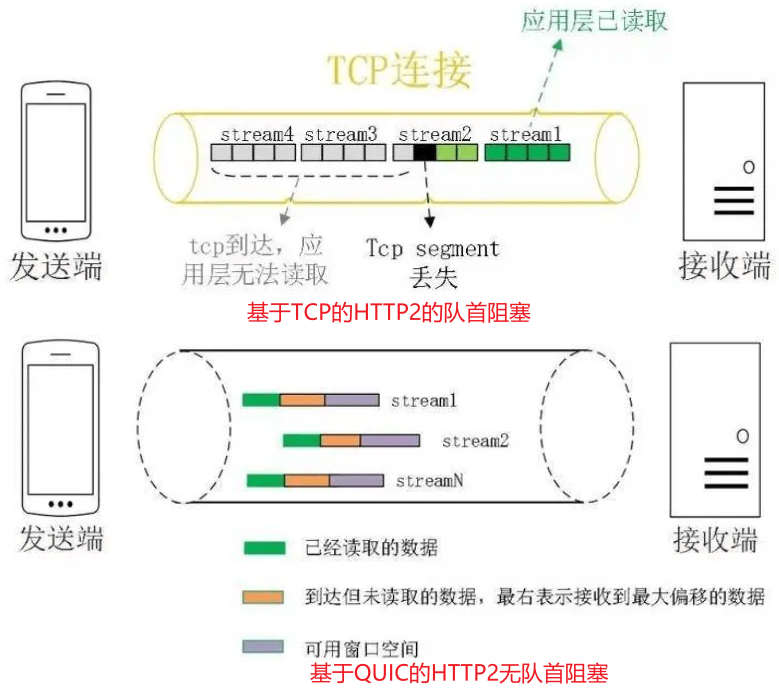 应用层已读取
TCP连接
stream4 stream3 stream2 stream1
tcp到达，应
用层无法读取
Tcp segment
丢失
发送端
接收端
基于TCP的HTTP2的队首阻塞
stream1
stream2
streamN
发送端
接收端
已经读取的数据
到达但未读取的数据，最右表示接收到最大偏移的数据
可用窗口空间
基于QUIC的HTTP2无队首阻塞